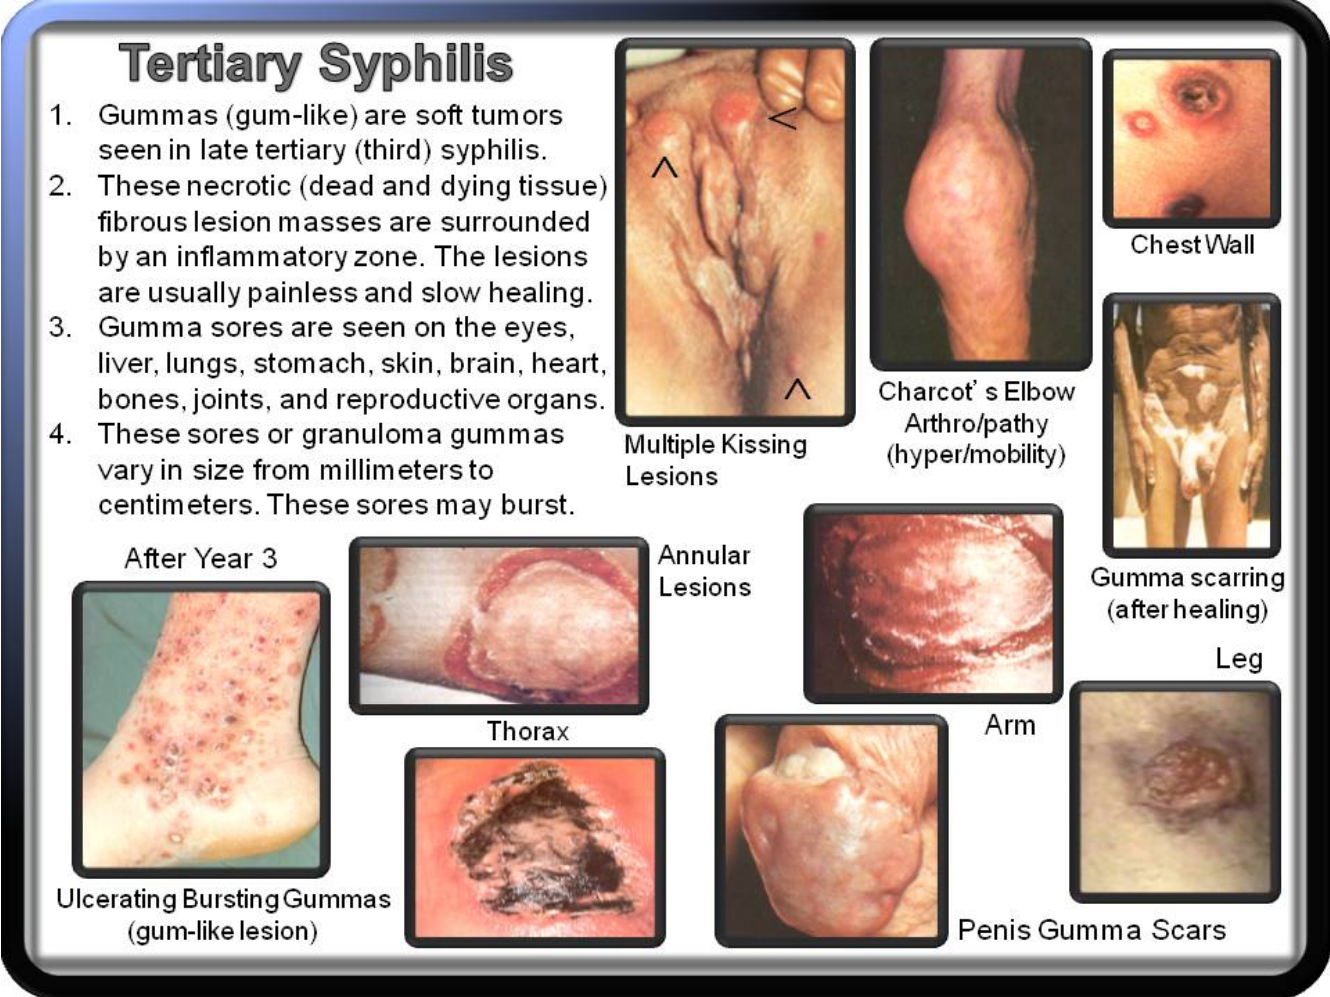 Tertiary Syphilis
1. Gummas (gum-like) are soft tumors
seen in late tertiary (third) syphilis.
2. These necrotic (dead and dying tissue)
fibrous lesion masses are surrounded
by an inflammatory zone. The lesions
are usually painless and slow healing.
3. Gumma sores are seen on the eyes,
liver, lungs, stomach, skin, brain, heart,
bones, joints, and reproductive organs.
4. These sores or granuloma gummas
vary in size from millimeters to
centimeters. These sores may burst.
Multiple Kissing
Lesions
Charcot's Elbow
Arthro/pathy
(hyper/mobility)
Chest Wall
Gumma scarring
(after healing)
After Year 3
Ulcerating Bursting Gummas
(gum-like lesion)
Annular
Lesions
Thorax
Arm
Leg
Penis Gumma Scars